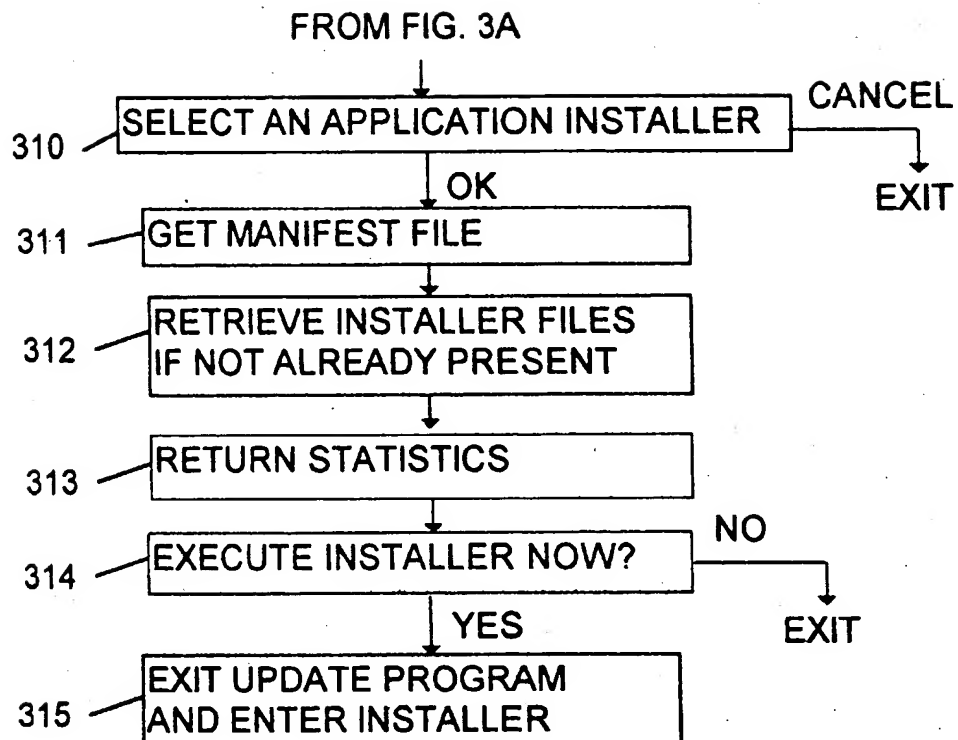 FROM FIG. 3A
CANCEL
310 SELECT AN APPLICATION INSTALLER
EXIT
OK
311 GET MANIFEST FILE
312 RETRIEVE INSTALLER FILES
IF NOT ALREADY PRESENT
313 RETURN STATISTICS
NO
314 EXECUTE INSTALLER NOW?
EXIT
YES
315 EXIT UPDATE PROGRAM
AND ENTER INSTALLER